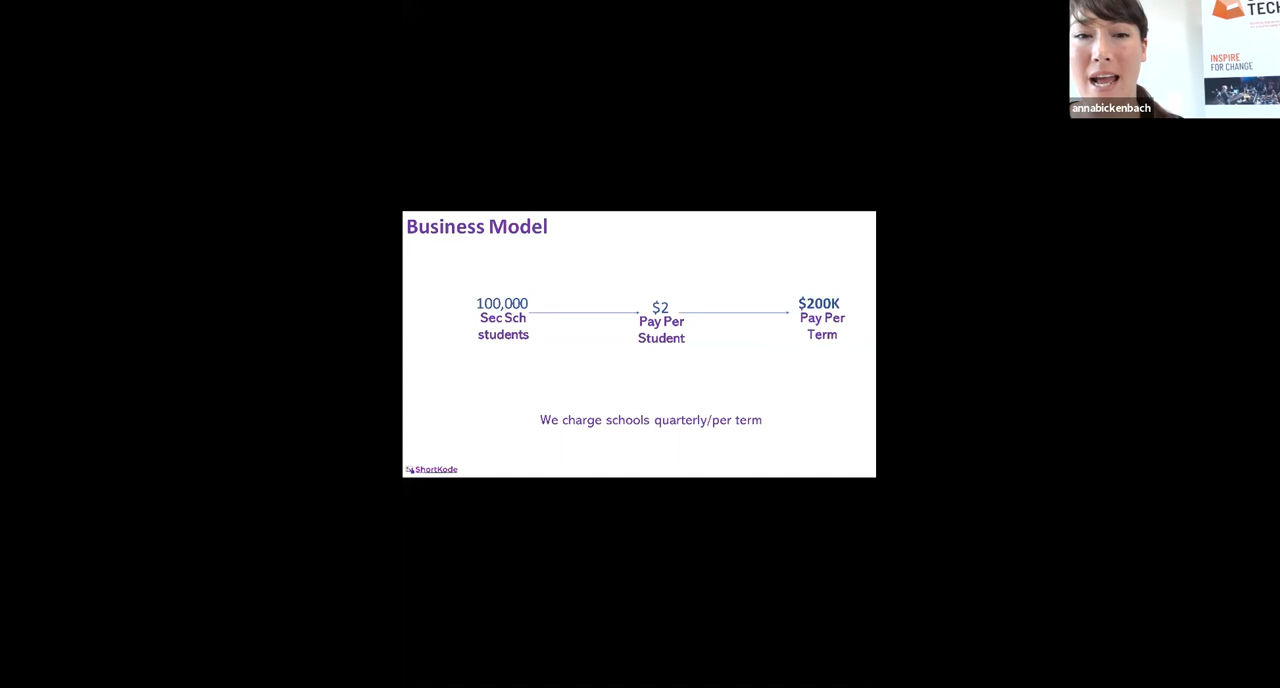 TECH
INSPIRE
FOR CHANGE
annabickenbach
Business Model
100,000
Sec Sch
students
$2
Pay Per
Student
$200K
Pay Per
Term
We charge schools quarterly/per term
ShortKode